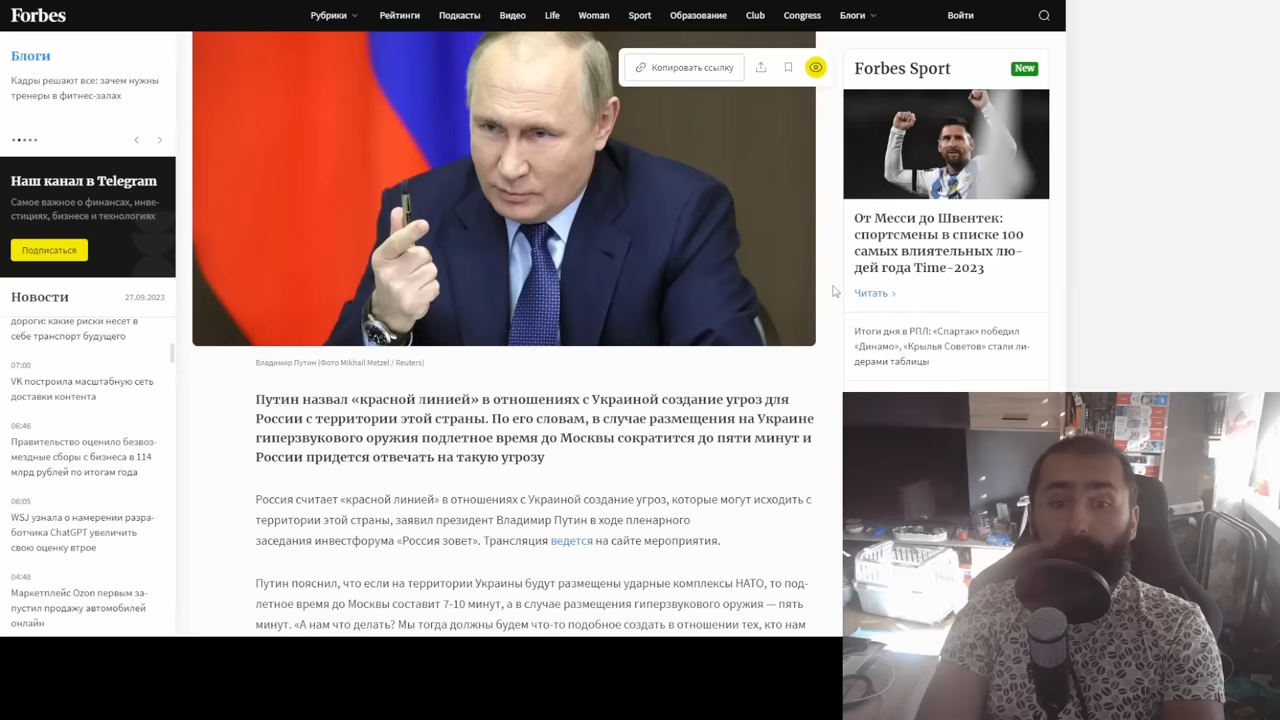 Forbes
Рубрики
Рейтинги
Подкасты
Видео
Life
Woman
Sport
Образование
Club
Congress
Блоги
Войти
Блоги
Кадры решают все: зачем нужны
тренеры в фитнес-залах
Наш канал в Telegram
Самое важное о финансах, инве-
стициях, бизнесе и технологиях
Подписаться
Новости
27.09.2023
дороги: какие риски несет в
себе транспорт будущего
07:00
VK построила масштабную сеть
доставки контента
06:46
Правительство оценило безвоз-
мездные сборы с бизнеса в 114
млрд рублей по итогам года
06:05
WSJ узнала о намерении разра-
ботчика ChatGPT увеличить
свою оценку втрое
04:48
Маркетплейс Ozon первым за-
пустил продажу автомобилей
онлайн
Копировать ссылку
Владимир Путин (Фото Mikhail Metzel / Reuters)
Путин назвал «красной линией» в отношениях с Украиной создание угроз для
России с территории этой страны. По его словам, в случае размещения на Украине
гиперзвукового оружия подлетное время до Москвы сократится до пяти минут и
России придется отвечать на такую угрозу
Россия считает «красной линией» в отношениях с Украиной создание угроз, которые могут исходить с
территории этой страны, заявил президент Владимир Путин в ходе пленарного
заседания инвестфорума «Россия зовет». Трансляция ведется на сайте мероприятия.
Путин пояснил, что если на территории Украины будут размещены ударные комплексы НАТО, то под-
летное время до Москвы составит 7-10 минут, а в случае размещения гиперзвукового оружия — пять
минут. «А нам что делать? Мы тогда должны будем что-то подобное создать в отношении тех, кто нам
Forbes Sport
New
От Месси до Швентек:
спортсмены в списке 100
самых влиятельных лю-
дей года Time-2023
Читать
Итоги дня в РПЛ: «Спартак» победил
«Динамо», «Крылья Советов» стали ли-
дерами таблицы